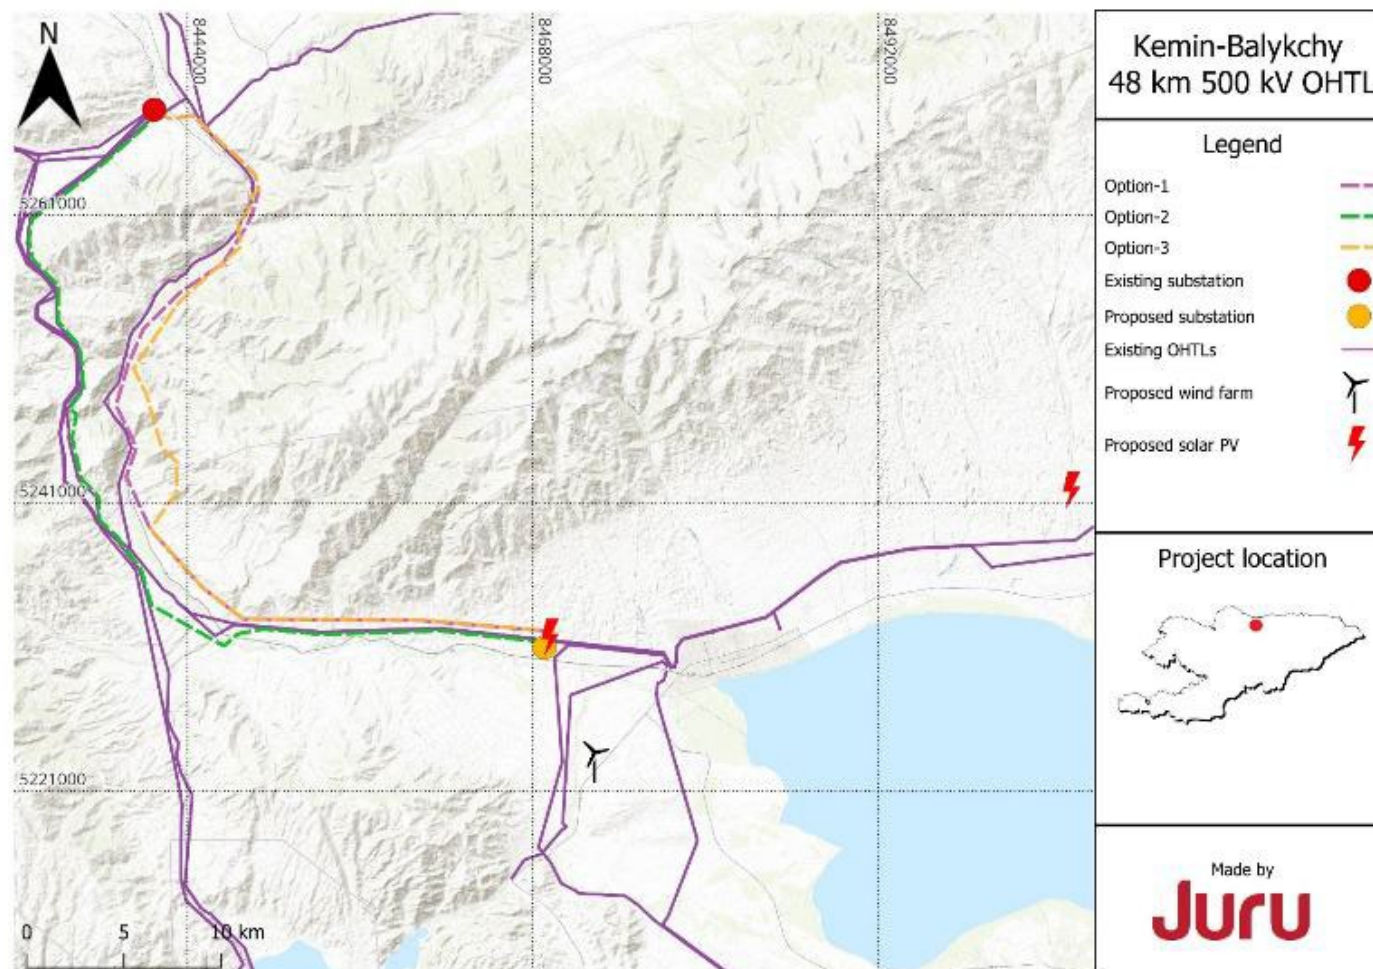 N
8444000
8468000
8492000
5261000
5241000
5221000
0 5 10 km
Kemin-Balykchy
48 km 500 kV OHTL
Legend
Option-1
Option-2
Option-3
Existing substation
Proposed substation
Existing OHTLs
Proposed wind farm
Proposed solar PV
Project location
Made by
Juru